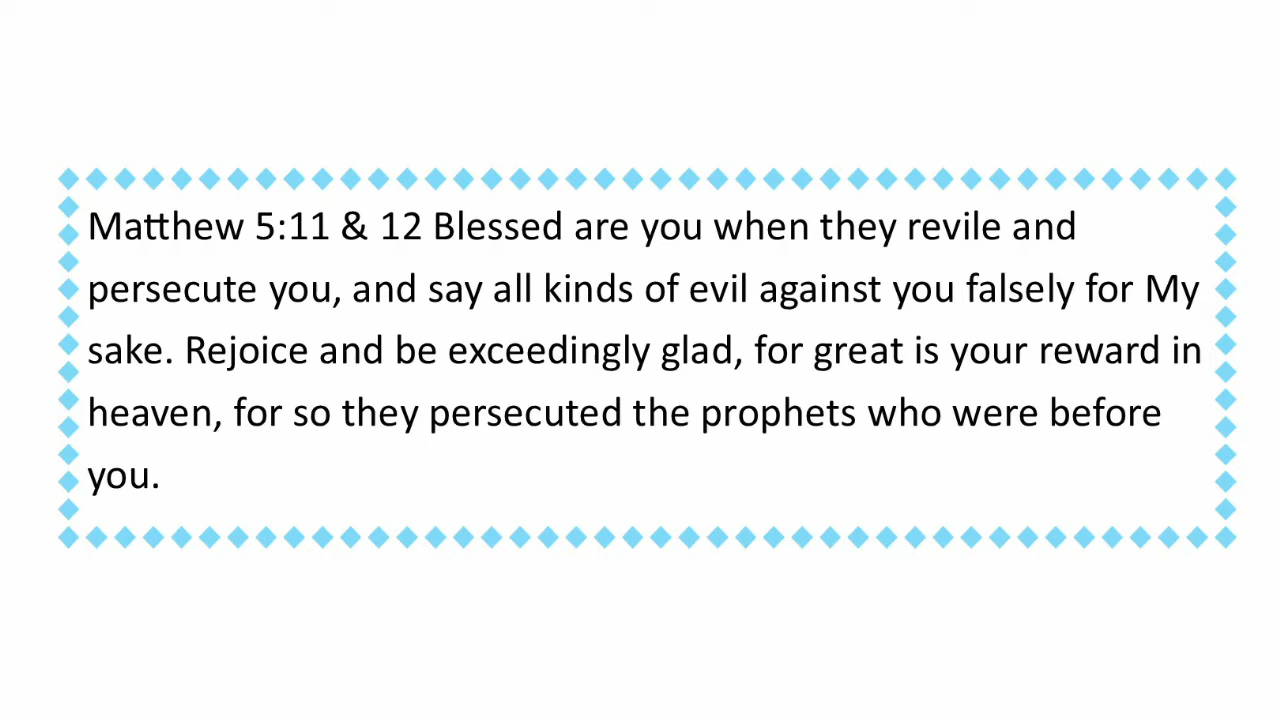 Matthew 5:11 & 12 Blessed are you when they revile and
persecute you, and say all kinds of evil against you falsely for My
sake. Rejoice and be exceedingly glad, for great is your reward in
heaven, for so they persecuted the prophets who were before
you.